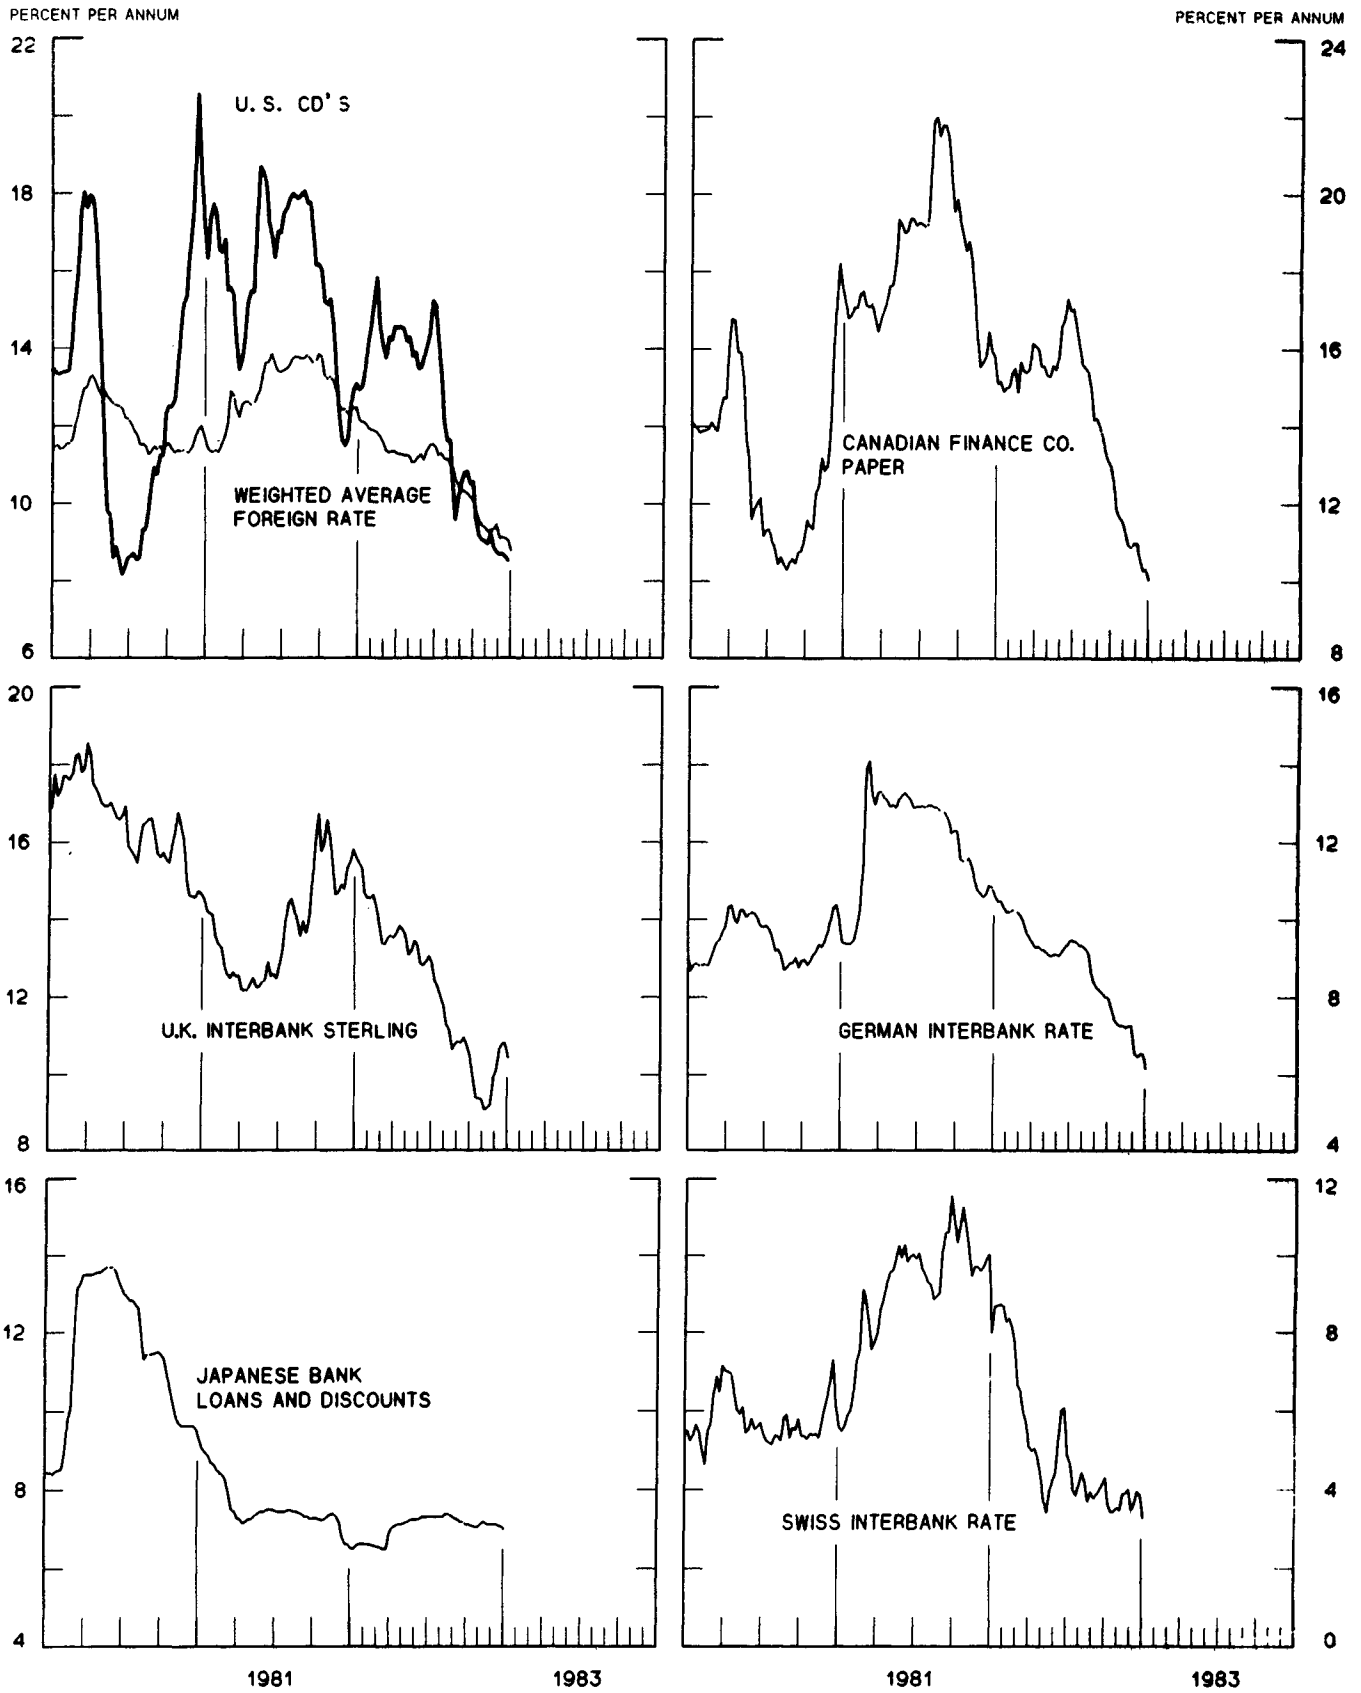 PERCENT PER ANNUM
PERCENT PER ANNUM
22
18
14
10
6
U. S. CD'S
WEIGHTED AVERAGE
FOREIGN RATE
24
20
16
12
8
CANADIAN FINANCE CO.
PAPER
20
16
12
8
U.K. INTERBANK STERLING
16
12
8
4
GERMAN INTERBANK RATE
16
12
8
4
JAPANESE BANK
LOANS AND DISCOUNTS
12
8
4
0
SWISS INTERBANK RATE
1981
1983
1981
1983